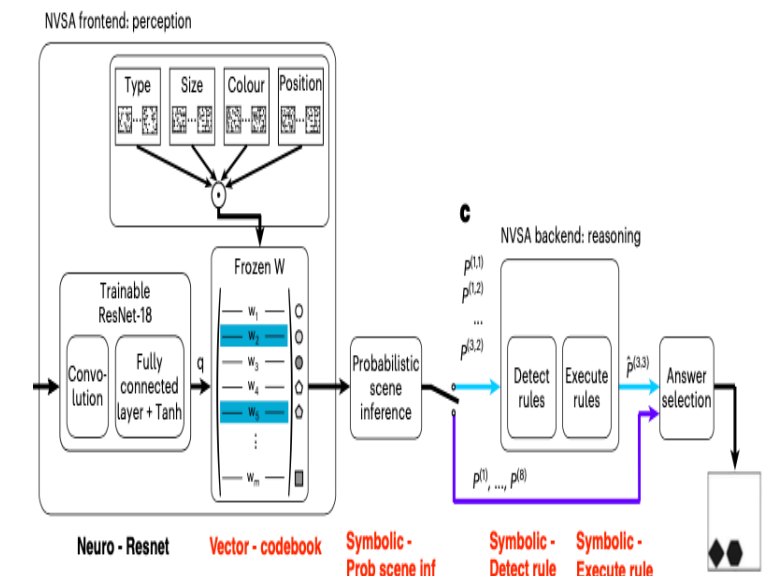 NVSA frontend: perception
Type
Size
Colour
Position
...
...
...
...
Frozen W
Trainable
ResNet-18
Convo-
lution
Fully
connected
layer + Tanh
q
w1
w2
w3
w4
w5
⋮
wm
Probabilistic
scene
inference
c
NVSA backend: reasoning
p(1,1)
p(1,2)
...
p(3,2)
Detect
rules
Execute
rules
p̂(3,3)
Answer
selection
p(1), ..., p(8)
Neuro - Resnet
Vector - codebook
Symbolic -
Prob scene inf
Symbolic -
Detect rule
Symbolic -
Execute rule